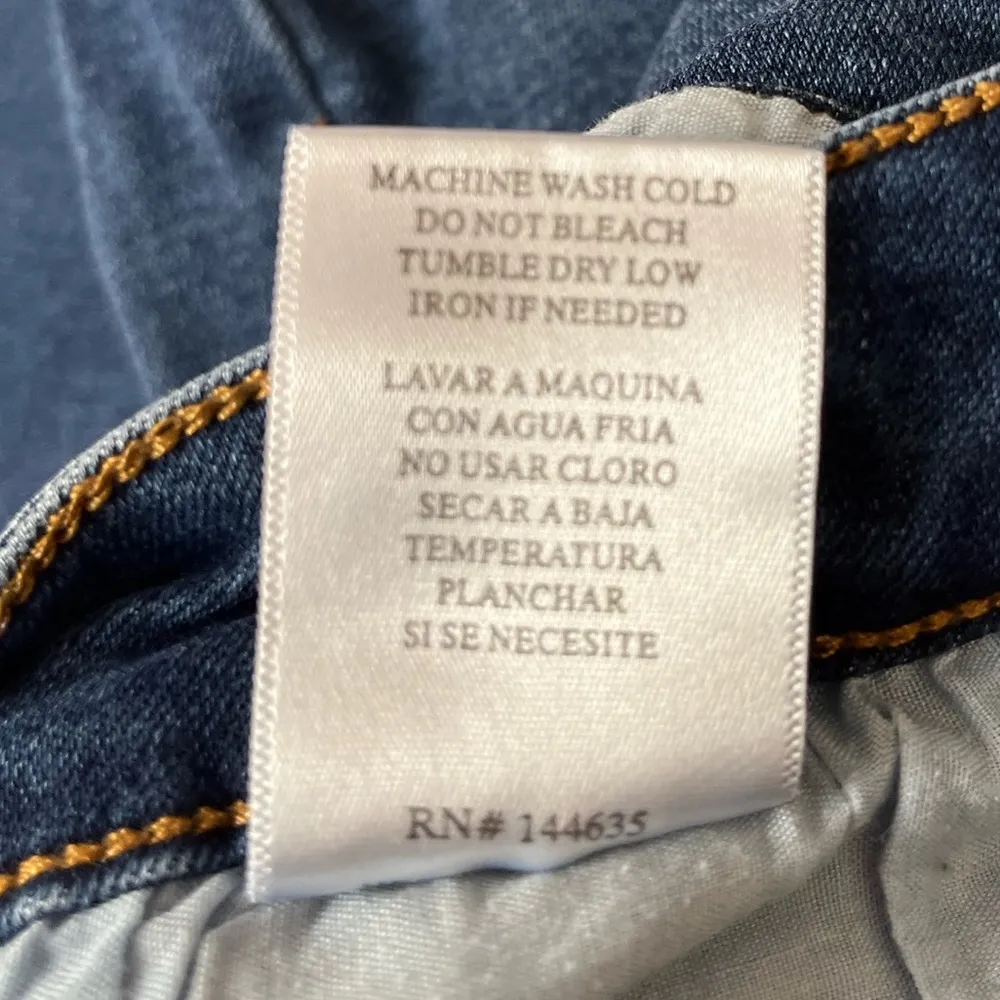 MACHINE WASH COLD
DO NOT BLEACH
TUMBLE DRY LOW
IRON IF NEEDED
LAVAR A MAQUINA
CON AGUA FRIA
NO USAR CLORO
SECAR A BAJA
TEMPERATURA
PLANCHAR
SI SE NECESITE
RN# 144635